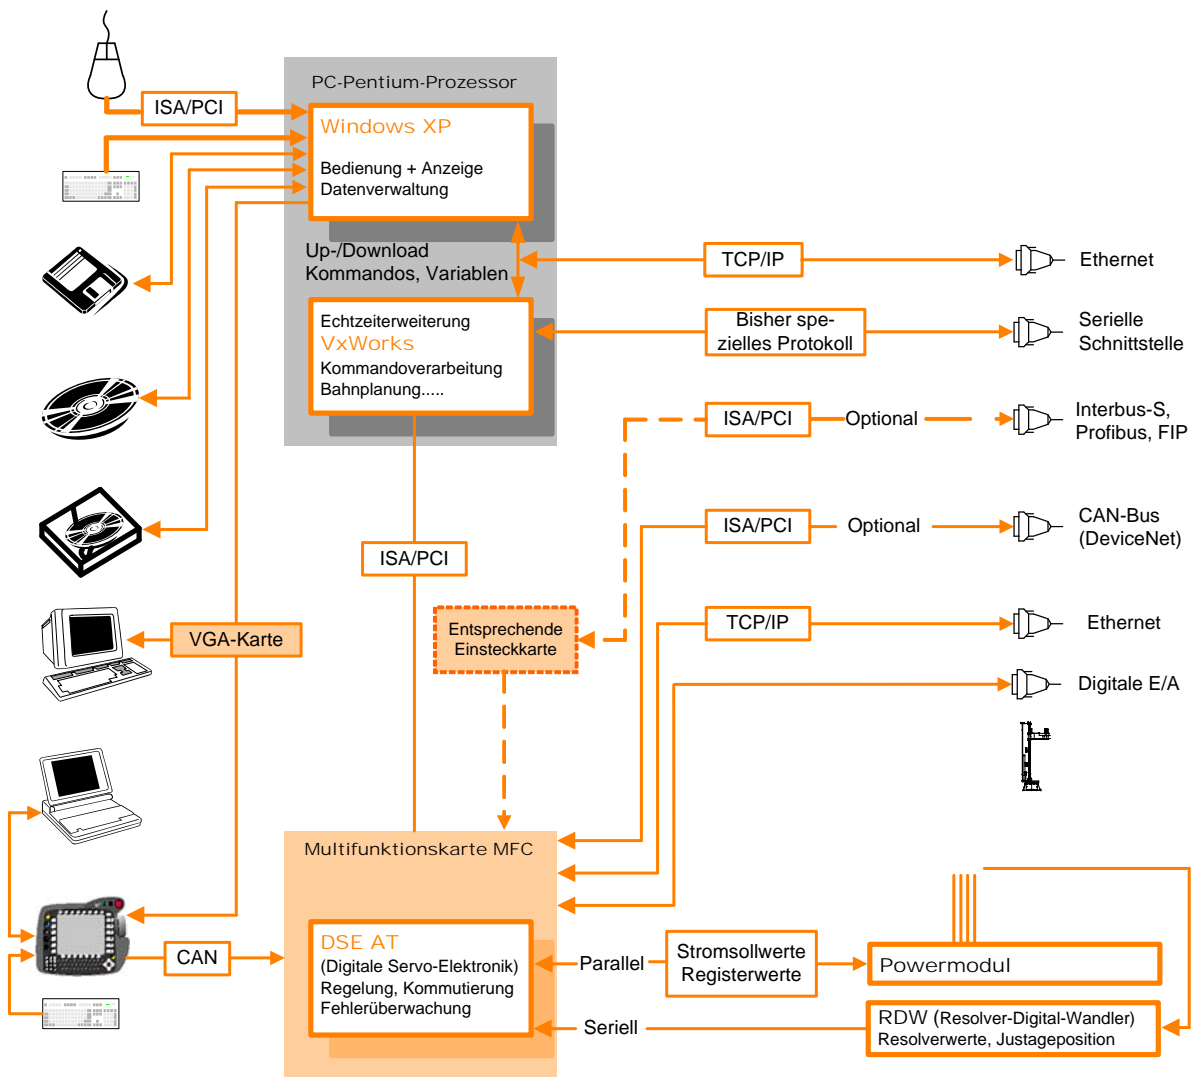 PC-Pentium-Prozessor
ISA/PCI
Windows XP
Bedienung + Anzeige
Datenverwaltung
Up-/Download
Kommandos, Variablen
TCP/IP
Ethernet
Echtzeiterweiterung
VxWorks
Kommandoverarbeitung
Bahnplanung.....
Bisher spe-
zielles Protokoll
Serielle
Schnittstelle
ISA/PCI
Optional
Interbus-S,
Profibus, FIP
ISA/PCI
Optional
CAN-Bus
(DeviceNet)
ISA/PCI
VGA-Karte
Entsprechende
Einsteckkarte
TCP/IP
Ethernet
Digitale E/A
Multifunktionskarte MFC
CAN
DSE AT
(Digitale Servo-Elektronik)
Regelung, Kommutierung
Fehlerüberwachung
Parallel
Stromsollwerte
Registerwerte
Powermodul
Seriell
RDW (Resolver-Digital-Wandler)
Resolverwerte, Justageposition